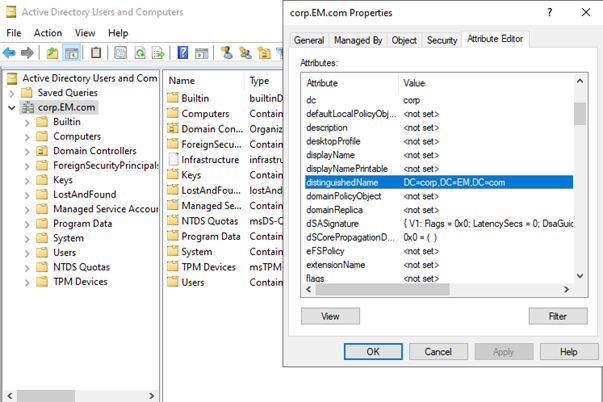 Active Directory Users and Computers
File Action View Help
Active Directory Users and Com
Saved Queries
corp.EM.com
Builtin
Computers
Domain Controllers
ForeignSecurityPrincipals
Keys
LostAndFound
Managed Service Accour
Program Data
System
Users
NTDS Quotas
TPM Devices
Name Type
Builtin builtinD
Computers Contain
Domain Con... Organiz
ForeignSecu... Contain
Infrastructure infrastru
Keys Contain
LostAndFou... lostAnd
Managed Se... Contain
NTDS Quotas msDS-C
Program Data Contain
System Contain
TPM Devices msTPM
Users Contain
corp.EM.com Properties
General Managed By Object Security Attribute Editor
Attributes:
Attribute Value
dc corp
defaultLocalPolicyObj... <not set>
description <not set>
desktopProfile <not set>
displayName <not set>
displayNamePrintable <not set>
distinguishedName DC=corp,DC=EM,DC=com
domainPolicyObject <not set>
domainReplica <not set>
dSASignature { V1: Flags = 0x0; LatencySecs = 0; DsaGuid
dSCorePropagationD... 0x0 = ( )
eFSPolicy <not set>
extensionName <not set>
flags <not set>
View Filter
OK Cancel Apply Help